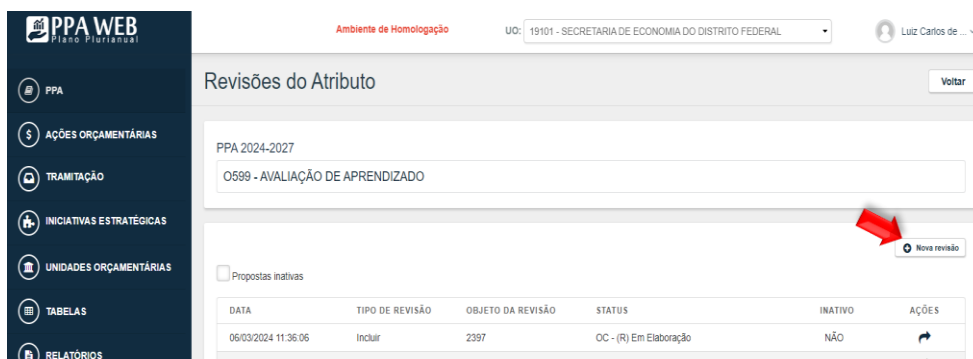 PPA WEB
Plano Plurianual
Ambiente de Homologação
UO: 19101 - SECRETARIA DE ECONOMIA DO DISTRITO FEDERAL
Luiz Carlos de ...
PPA
AÇÕES ORÇAMENTÁRIAS
TRAMITAÇÃO
INICIATIVAS ESTRATÉGICAS
UNIDADES ORÇAMENTÁRIAS
TABELAS
RELATÓRIOS
Revisões do Atributo
Voltar
PPA 2024-2027
O599 - AVALIAÇÃO DE APRENDIZADO
Nova revisão
Propostas inativas
DATA TIPO DE REVISÃO OBJETO DA REVISÃO STATUS INATIVO AÇÕES
06/03/2024 11:36:06 Incluir 2397 OC - (R) Em Elaboração NÃO